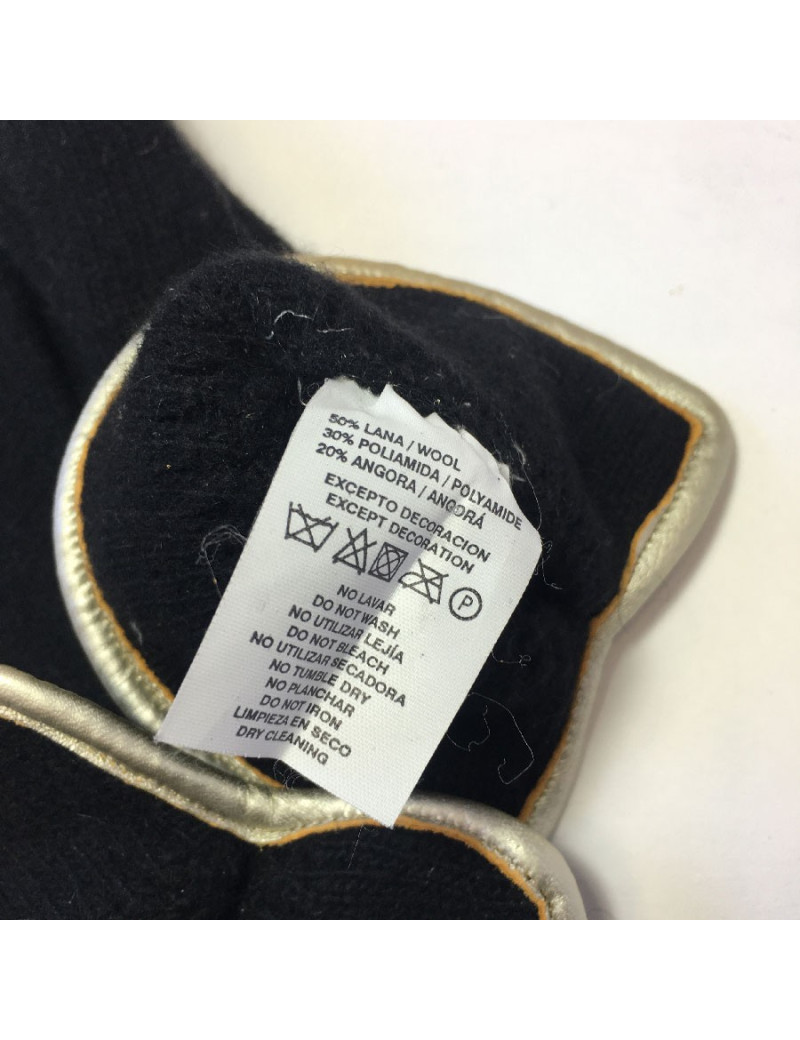 50% LANA / WOOL
30% POLIAMIDA / POLYAMIDE
20% ANGORA / ANGORÁ
EXCEPTO DECORACION
EXCEPT DECORATION
P
NO LAVAR
DO NOT WASH
NO UTILIZAR LEJÍA
DO NOT BLEACH
NO UTILIZAR SECADORA
NO TUMBLE DRY
NO PLANCHAR
DO NOT IRON
LIMPIEZA EN SECO
DRY CLEANING